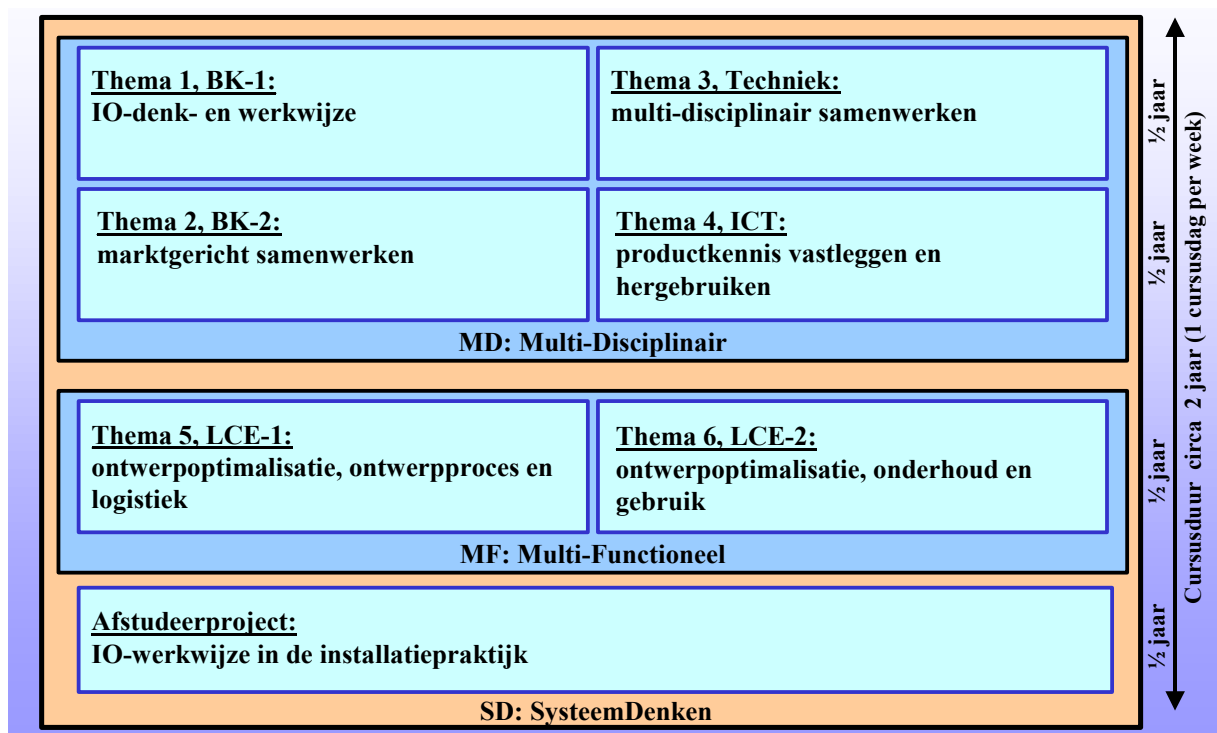 Thema 1, BK-1:
IO-denk- en werkwijze
Thema 3, Techniek:
multi-disciplinair samenwerken
½ jaar
Thema 2, BK-2:
marktgericht samenwerken
Thema 4, ICT:
productkennis vastleggen en
hergebruiken
½ jaar
MD: Multi-Disciplinair
Thema 5, LCE-1:
ontwerpoptimalisatie, ontwerpproces en
logistiek
Thema 6, LCE-2:
ontwerpoptimalisatie, onderhoud en
gebruik
½ jaar
MF: Multi-Functioneel
Afstudeerproject:
IO-werkwijze in de installatiepraktijk
½ jaar
SD: SysteemDenken
Cursusduur circa 2 jaar (1 cursusdag per week)